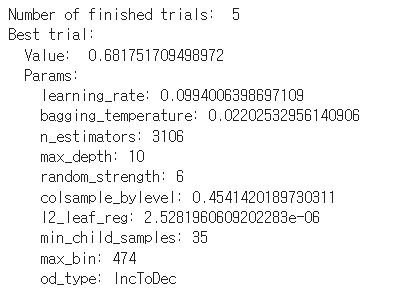 Number of finished trials:  5
Best trial:
  Value:  0.681751709498972
  Params:
    learning_rate: 0.0994006398697109
    bagging_temperature: 0.02202532956140906
    n_estimators: 3106
    max_depth: 10
    random_strength: 6
    colsample_bylevel: 0.4541420189730311
    l2_leaf_reg: 2.5281960609202283e-06
    min_child_samples: 35
    max_bin: 474
    od_type: IncToDec